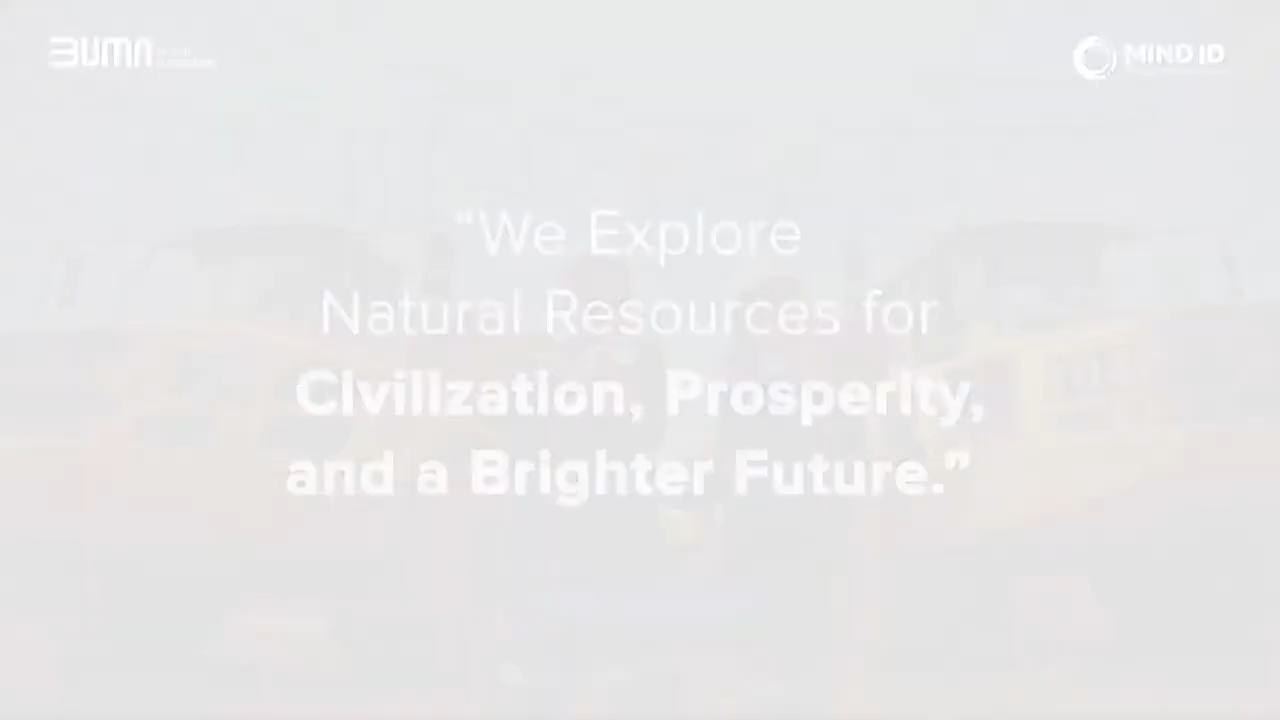 BUMN
MIND ID
“We Explore
Natural Resources for
Civilization, Prosperity,
and a Brighter Future.”